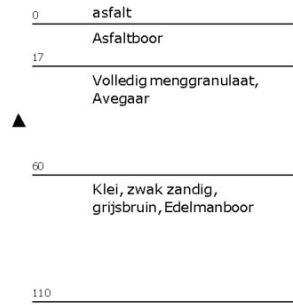 0 asfalt
Asfaltboor
17
Volledig menggranulaat,
Avegaar
60
Klei, zwak zandig,
grijsbruin, Edelmanboor
110